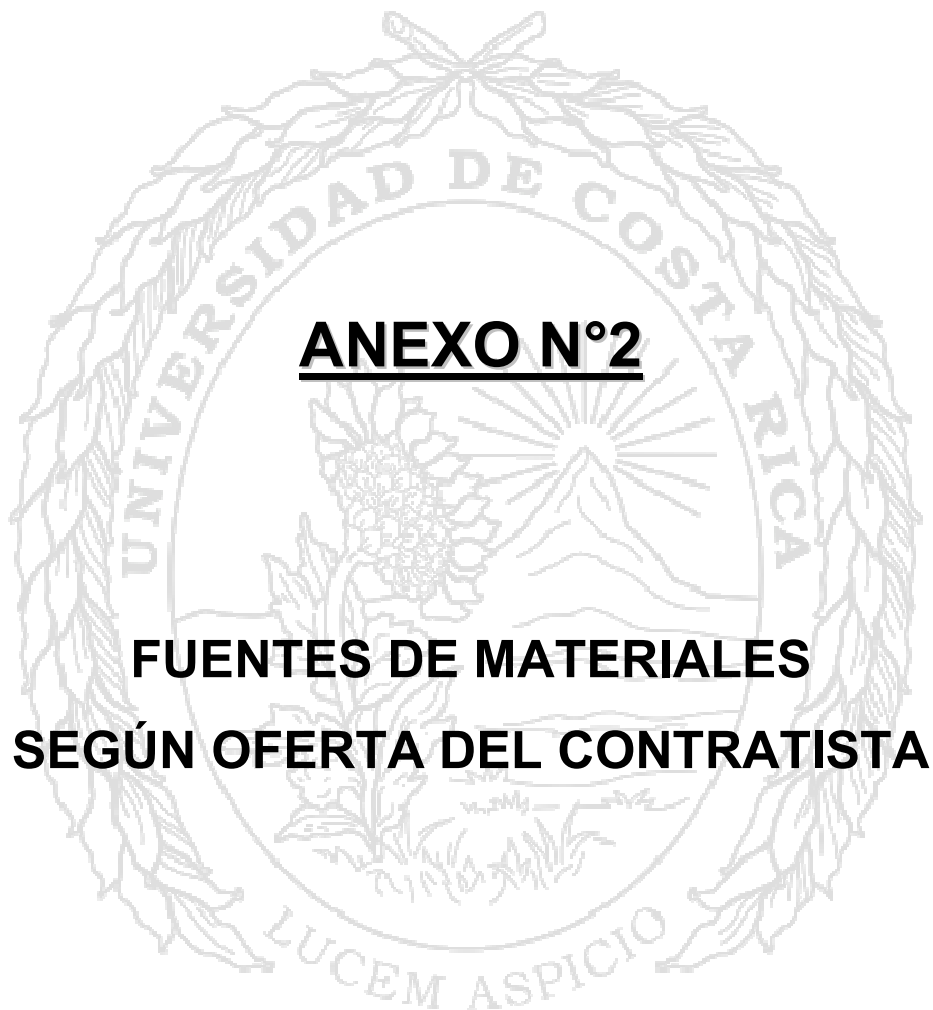 UNIVERSIDAD DE COSTA RICA
ANEXO N°2
FUENTES DE MATERIALES
SEGÚN OFERTA DEL CONTRATISTA
LUCEM ASPICIO